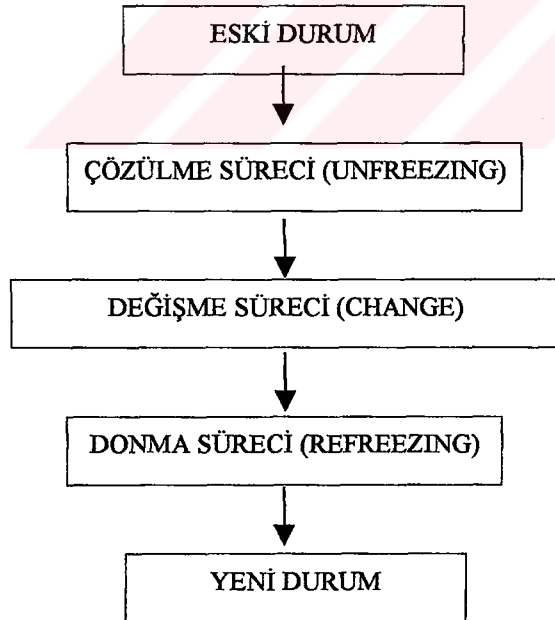 ESKİ DURUM
ÇÖZÜLME SÜRECİ (UNFREEZING)
DEĞİŞME SÜRECİ (CHANGE)
DONMA SÜRECİ (REFREEZING)
YENİ DURUM